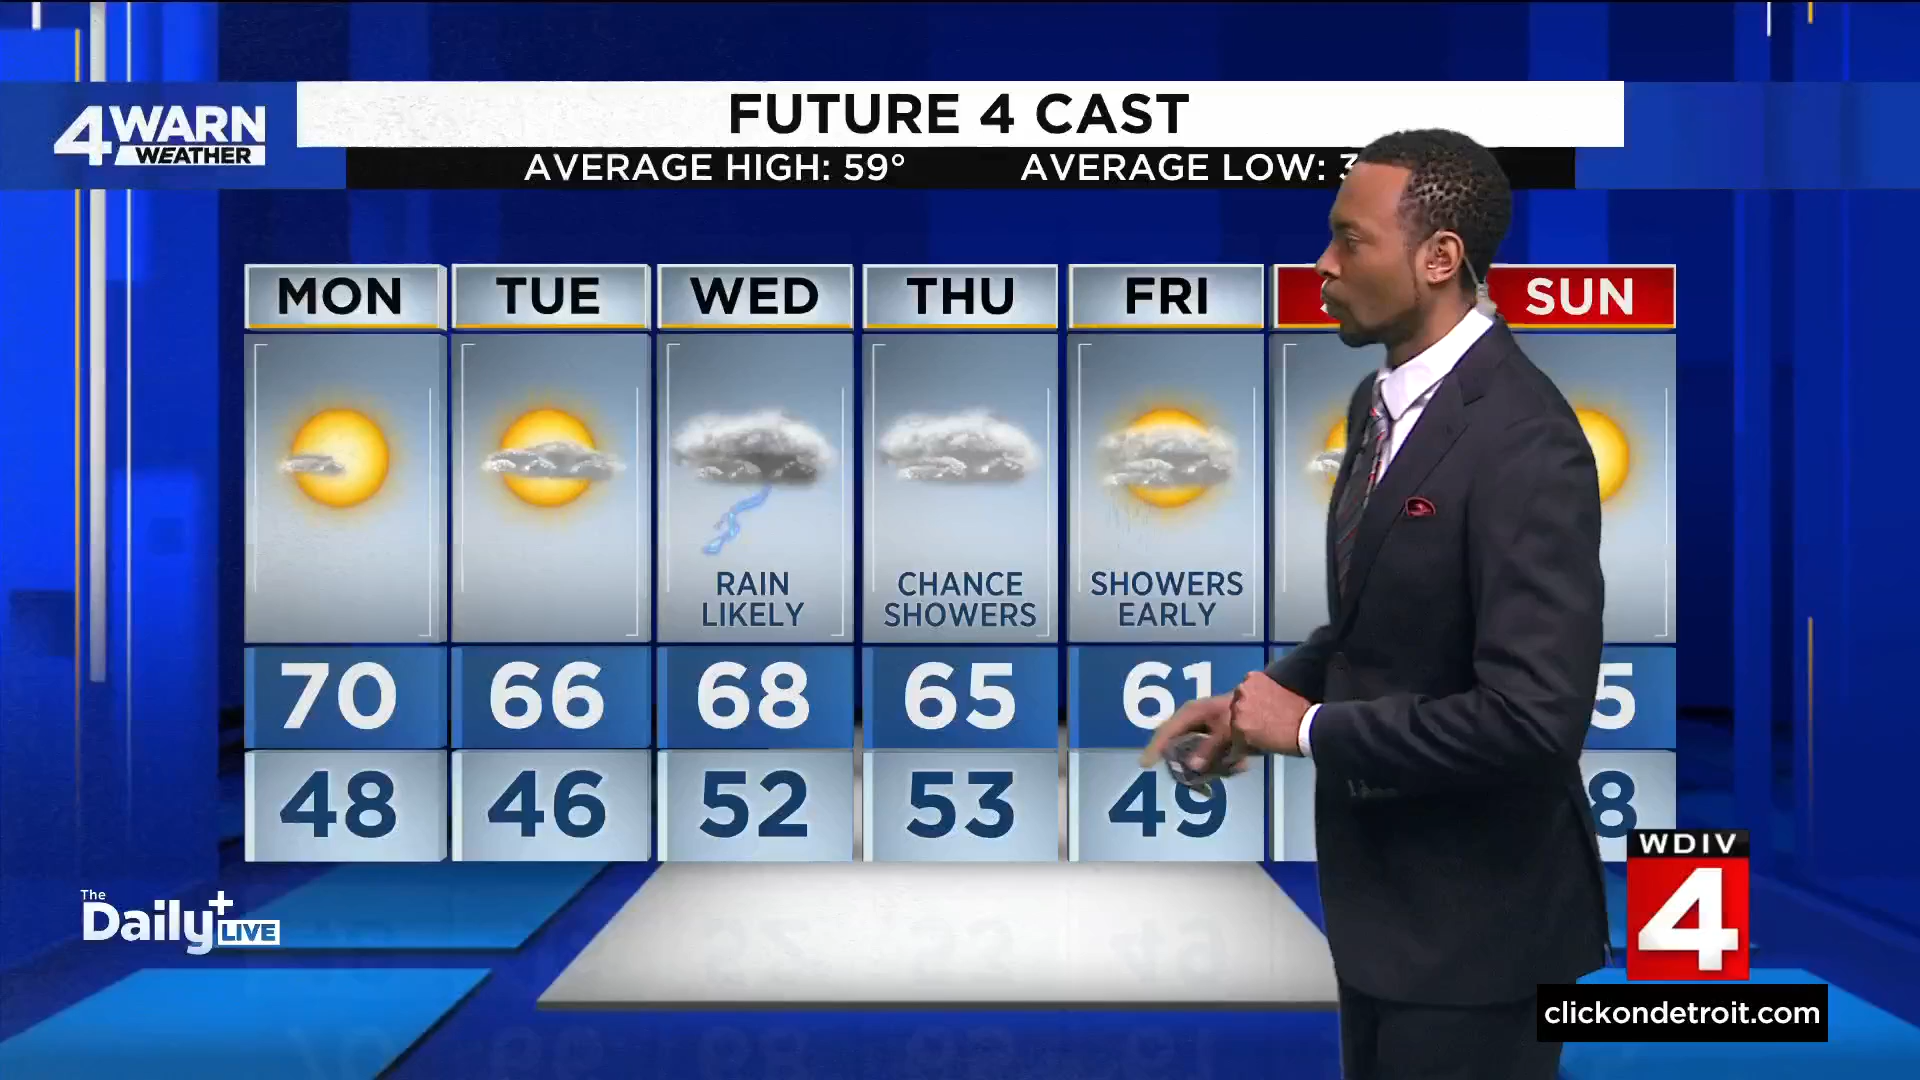 4WARN
WEATHER
FUTURE 4 CAST
AVERAGE HIGH: 59° AVERAGE LOW:
MON TUE WED THU FRI SUN
RAIN
LIKELY
CHANCE
SHOWERS
SHOWERS
EARLY
70 66 68 65 61
48 46 52 53 49
The
Daily+
LIVE
WDIV
4
clickondetroit.com